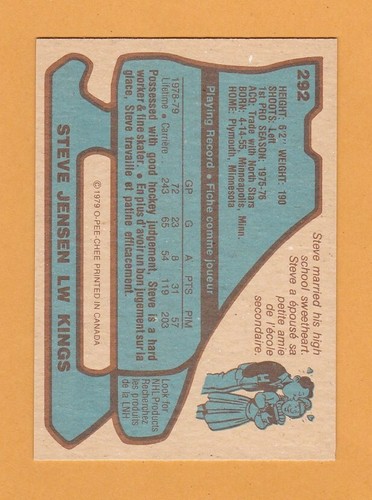 292
HEIGHT: 6'2" WEIGHT: 190
SHOOTS: Left
1st PRO SEASON: 1975-76
ACQ: Trade with North Stars
BORN: 4-14-55, Minneapolis, Minn.
HOME: Plymouth, Minnesota
Playing Record • Fiche comme joueur
GP G A PTS PIM
1978-79 72 23 8 31 57
Lifetime • Carrière 243 65 54 119 203
Possessed with good hockey judgement, Steve is a hard
worker & fine skater. • En plus d'avoir un bon jugement sur la
glace, Steve travaille et patine efficacement.
Steve married his high
school sweetheart.
Steve a épousé sa
petite amie
de l'école
secondaire.
Look for
NHL Products
Recherchez
les Produits
de la LNH
© 1979 O-PEE-CHEE PRINTED IN CANADA
STEVE JENSEN LW KINGS